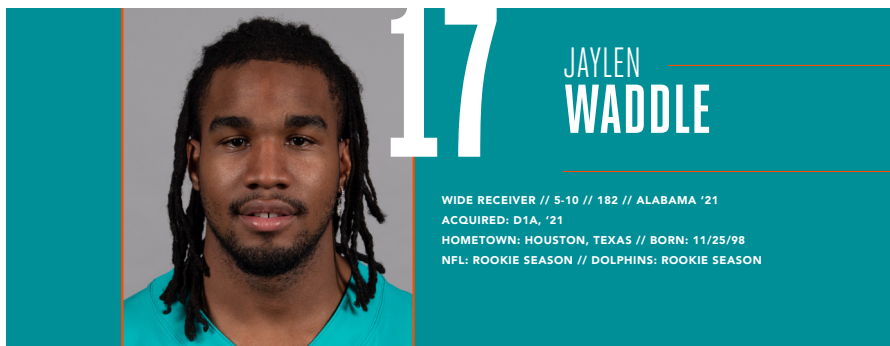 17
JAYLEN
WADDLE
WIDE RECEIVER // 5-10 // 182 // ALABAMA ‘21
ACQUIRED: D1A, ‘21
HOMETOWN: HOUSTON, TEXAS // BORN: 11/25/98
NFL: ROOKIE SEASON // DOLPHINS: ROOKIE SEASON